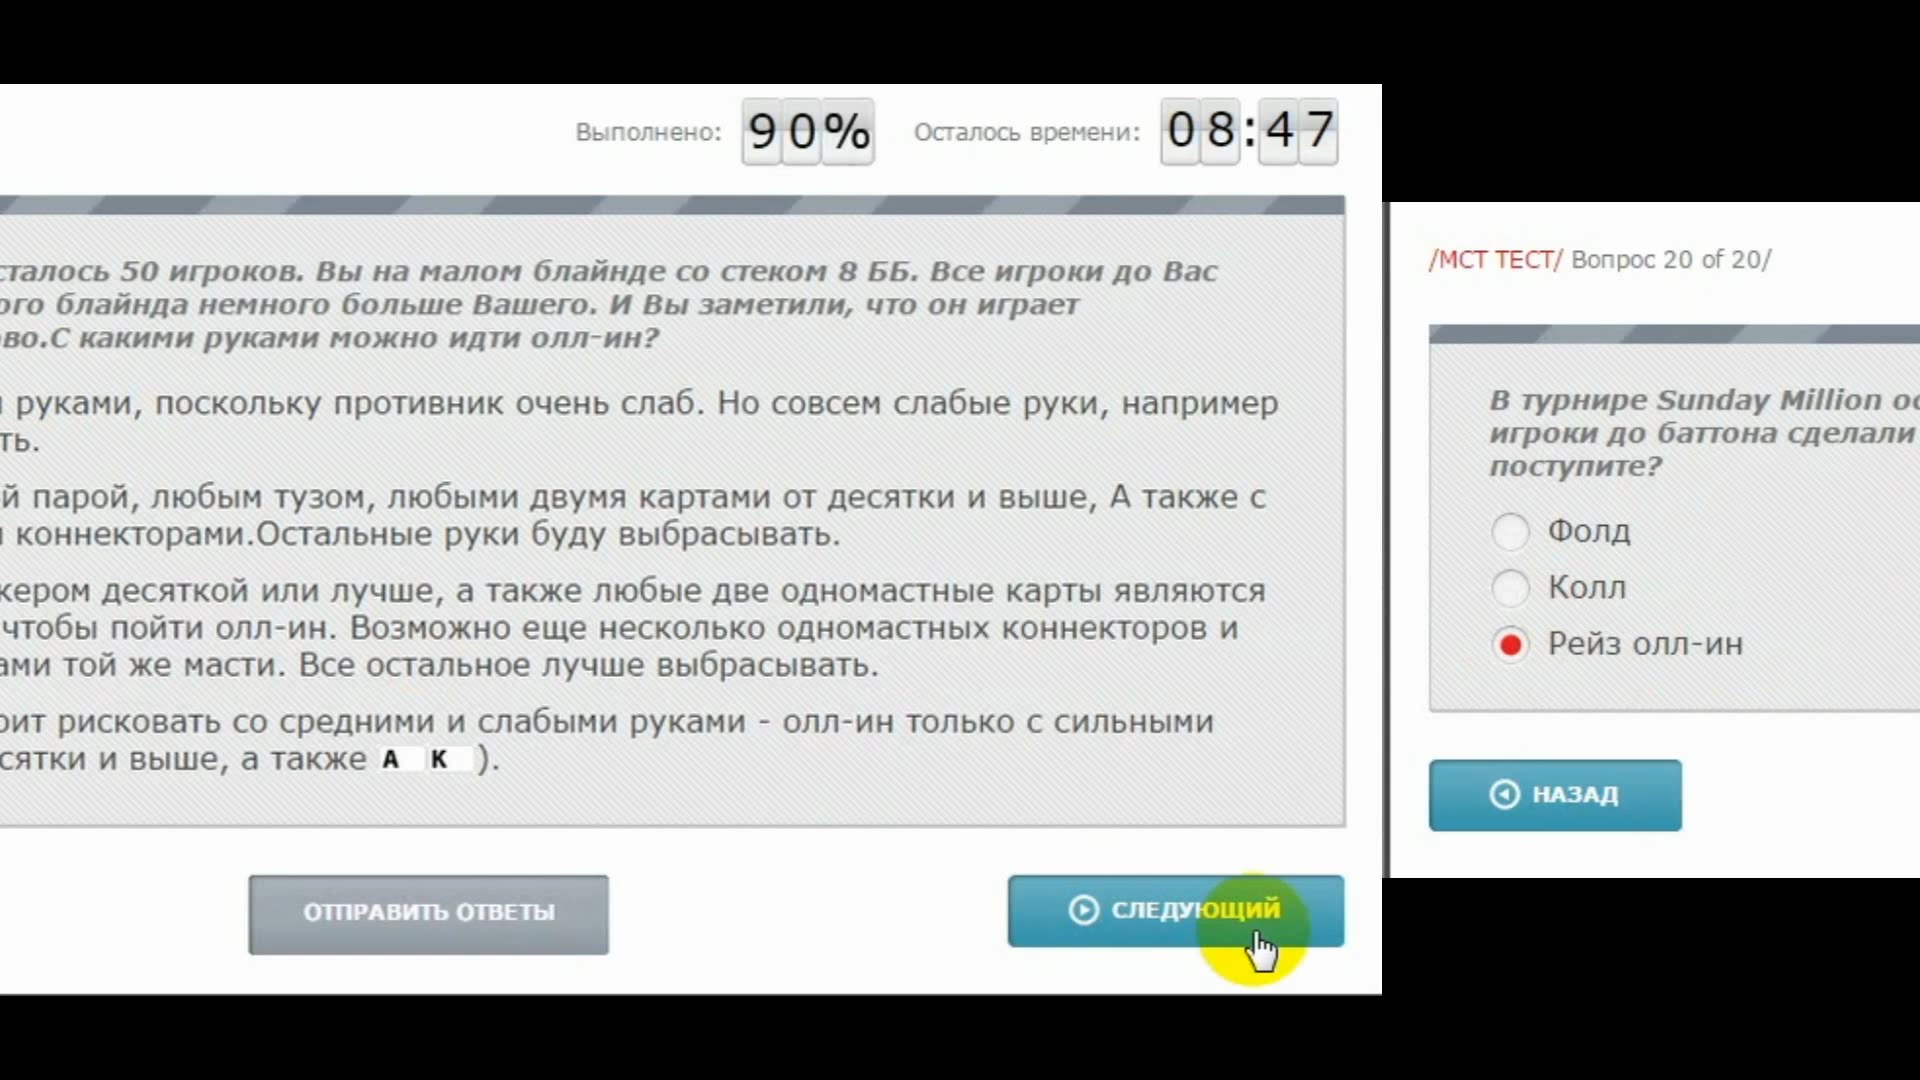 Выполнено: 90% Осталось времени: 08:47
сталось 50 игроков. Вы на малом блайнде со стеком 8 ББ. Все игроки до Вас
ого блайнда немного больше Вашего. И Вы заметили, что он играет
во.С какими руками можно идти олл-ин?
руками, поскольку противник очень слаб. Но совсем слабые руки, например
ть.
й парой, любым тузом, любыми двумя картами от десятки и выше, А также с
коннекторами.Остальные руки буду выбрасывать.
кером десяткой или лучше, а также любые две одномастные карты являются
чтобы пойти олл-ин. Возможно еще несколько одномастных коннекторов и
ами той же масти. Все остальное лучше выбрасывать.
оит рисковать со средними и слабыми руками - олл-ин только с сильными
сятки и выше, а также A K ).
ОТПРАВИТЬ ОТВЕТЫ
СЛЕДУЮЩИЙ
/МСТ ТЕСТ/ Вопрос 20 of 20/
В турнире Sunday Million ос
игроки до баттона сделали
поступите?
Фолд
Колл
Рейз олл-ин
НАЗАД